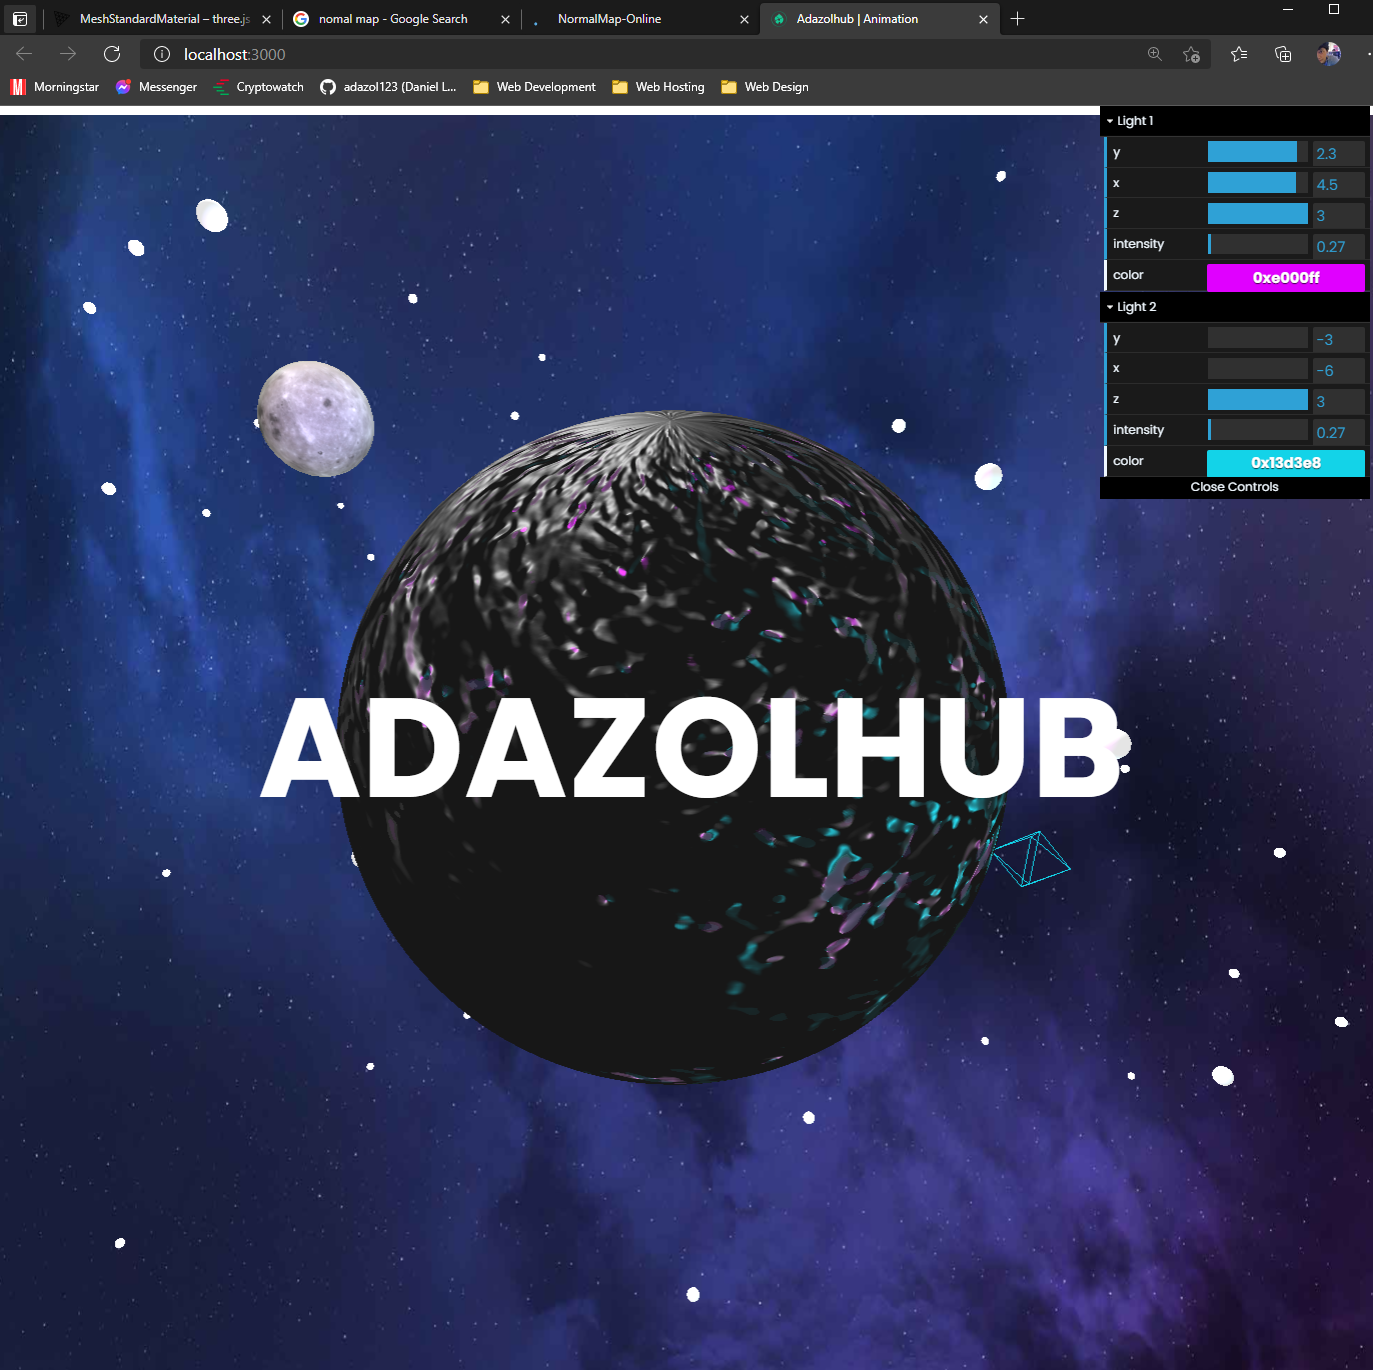 MeshStandardMaterial – three.js
nomal map - Google Search
NormalMap-Online
Adazolhub | Animation
localhost:3000
Morningstar
Messenger
Cryptowatch
adazol123 (Daniel L...
Web Development
Web Hosting
Web Design
Light 1
y 2.3
x 4.5
z 3
intensity 0.27
color 0xe000ff
Light 2
y -3
x -6
z 3
intensity 0.27
color 0x13d3e8
Close Controls
ADAZOLHUB